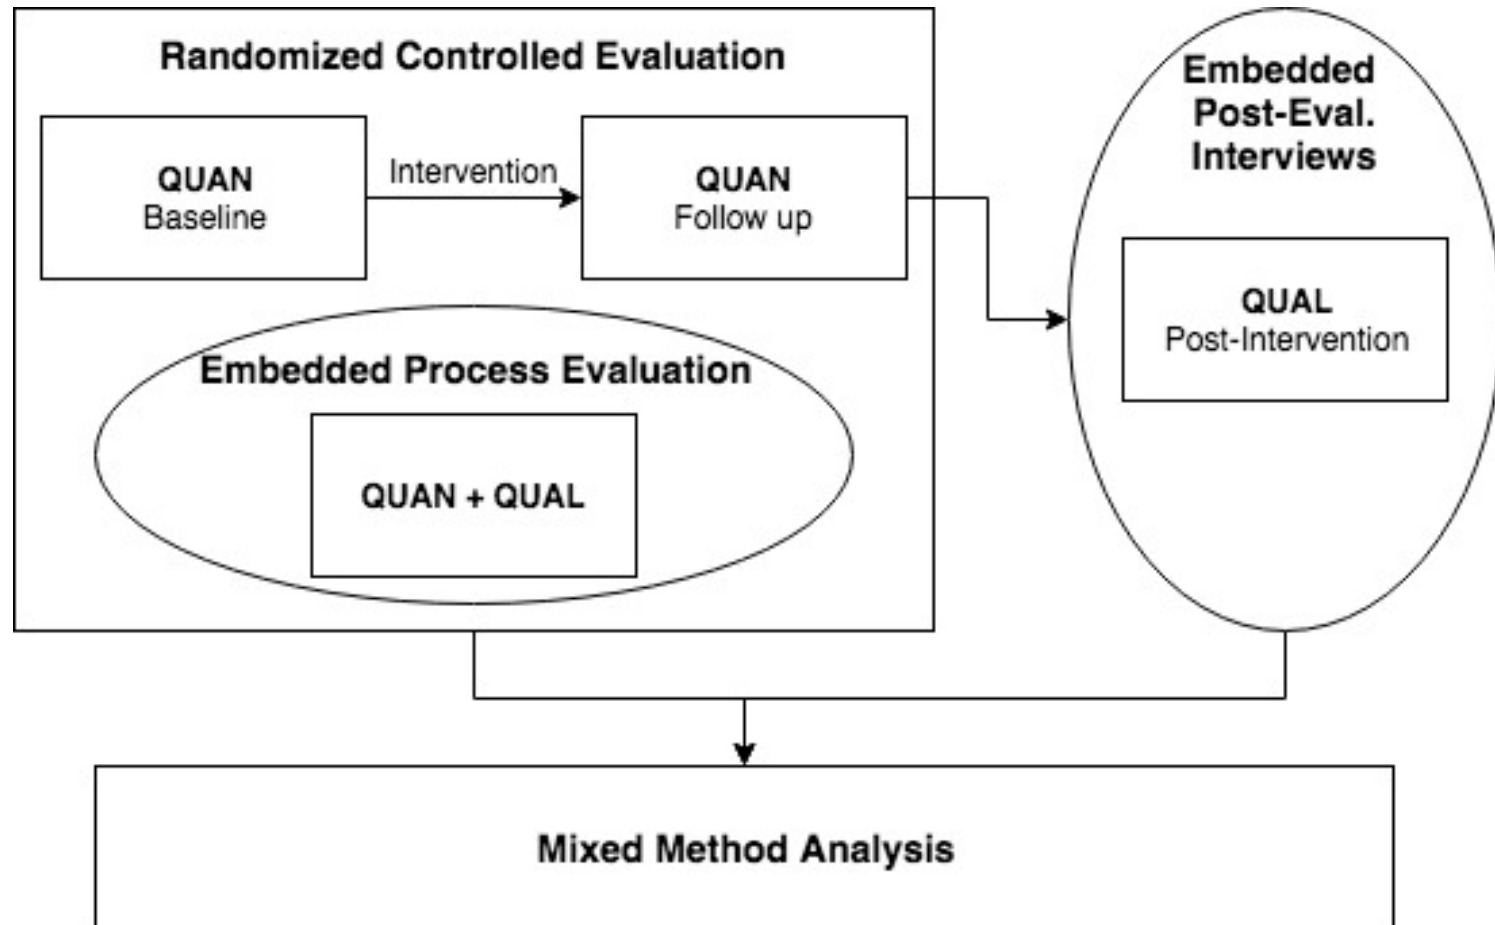 Randomized Controlled Evaluation
QUAN
Baseline
Intervention
QUAN
Follow up
Embedded Process Evaluation
QUAN + QUAL
Embedded
Post-Eval.
Interviews
QUAL
Post-Intervention
Mixed Method Analysis